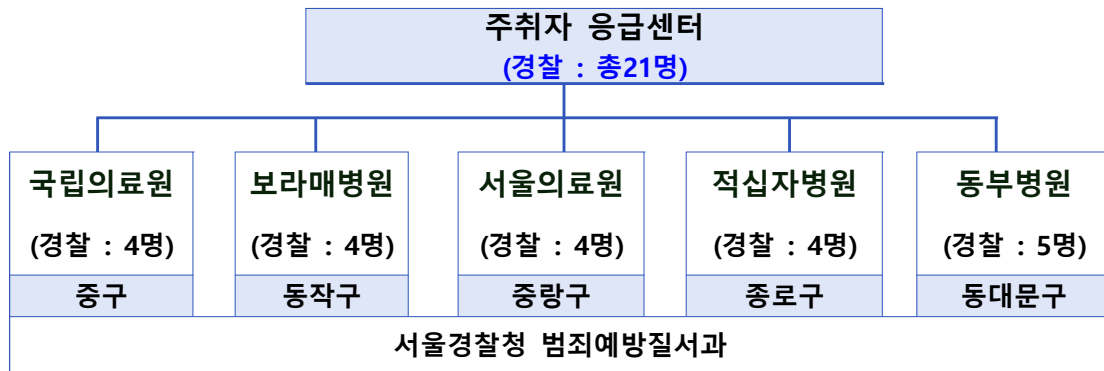 주취자 응급센터
(경찰 : 총21명)
국립의료원 보라매병원 서울의료원 적십자병원 동부병원
(경찰 : 4명) (경찰 : 4명) (경찰 : 4명) (경찰 : 4명) (경찰 : 5명)
중구 동작구 중랑구 종로구 동대문구
서울경찰청 범죄예방질서과